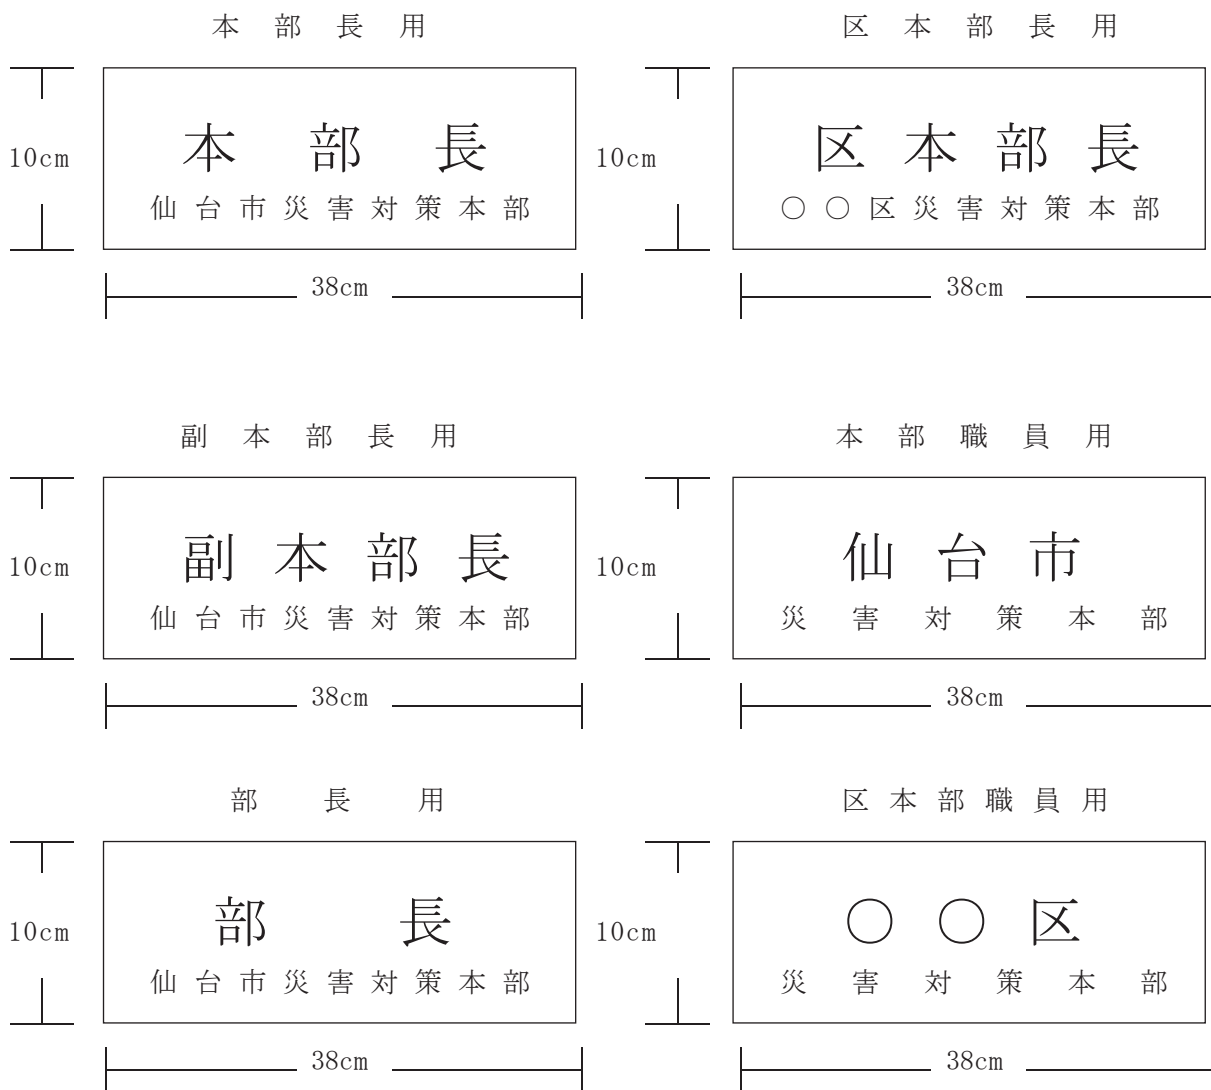 本部長用
10cm
本部長
仙台市災害対策本部
38cm
区本部長用
10cm
区本部長
〇〇区災害対策本部
38cm
副本部長用
10cm
副本部長
仙台市災害対策本部
38cm
本部職員用
10cm
仙台市
災害対策本部
38cm
部長用
10cm
部長
仙台市災害対策本部
38cm
区本部職員用
10cm
〇〇区
災害対策本部
38cm